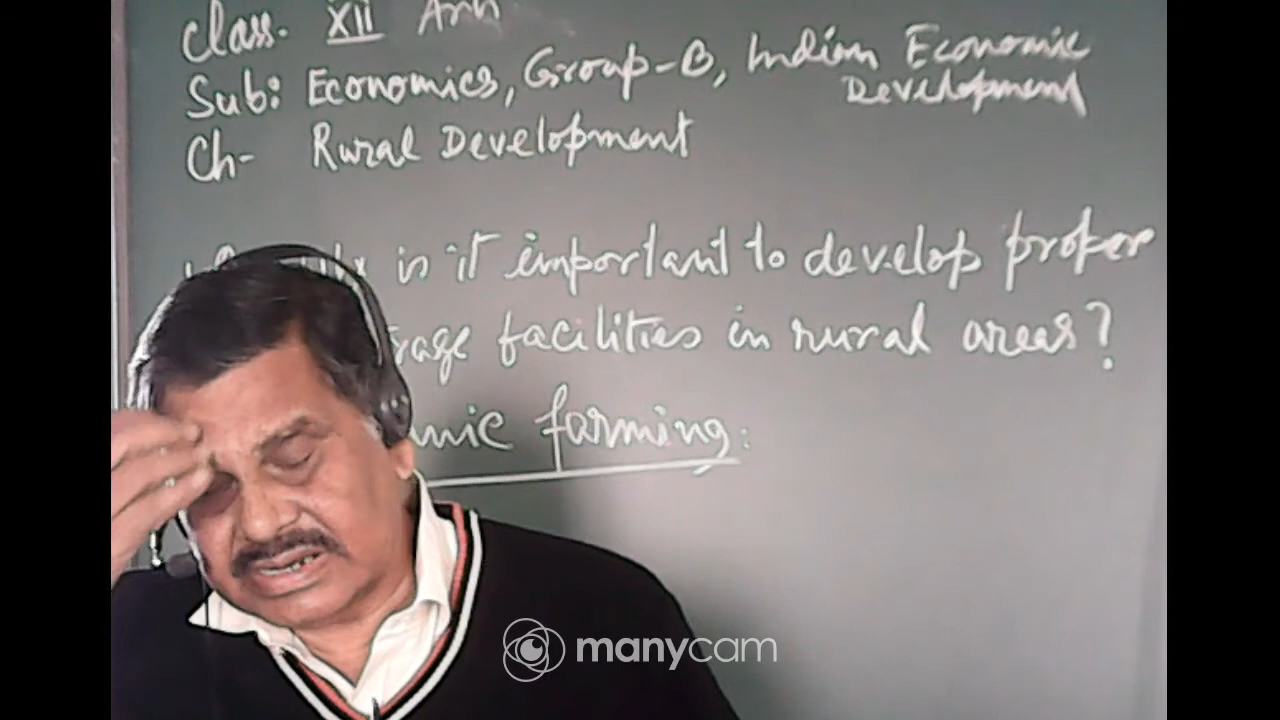 Class- XII
Sub: Economics, Group-B, Indian Economic
Development
Ch- Rural Development
is it important to develop proper
facilities in rural areas?
farming:
manycam